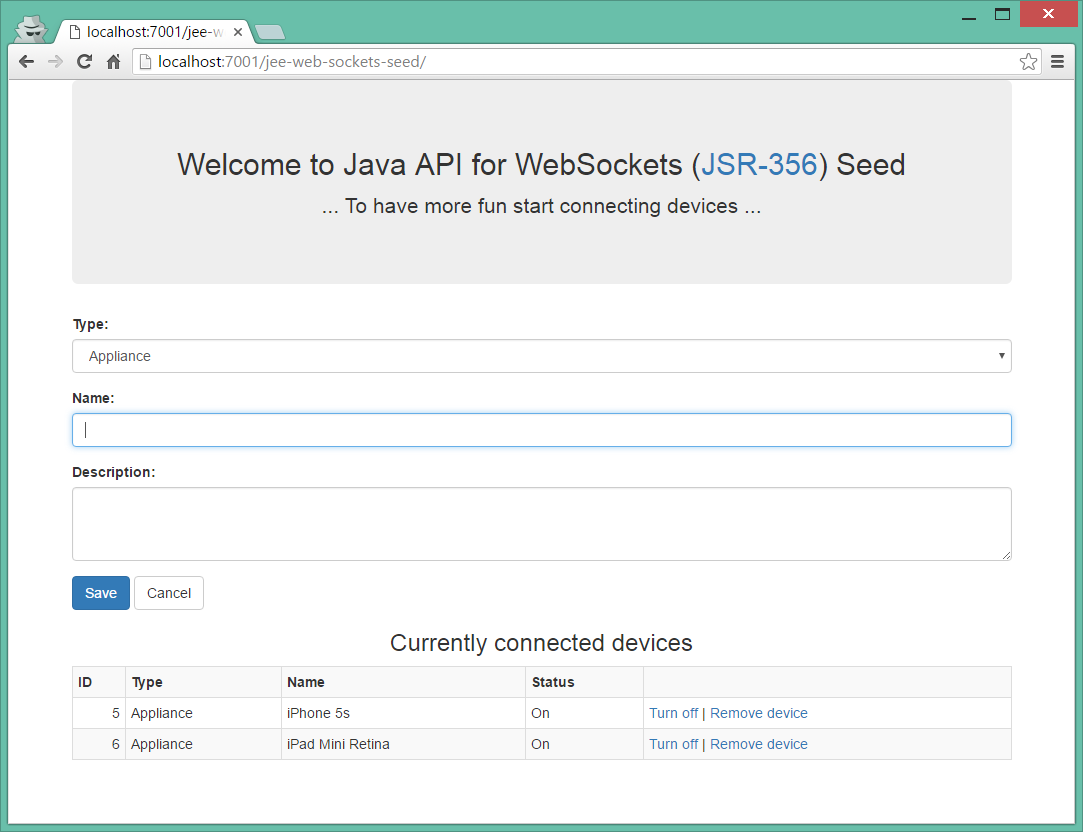 localhost:7001/jee-w
localhost:7001/jee-web-sockets-seed/
Welcome to Java API for WebSockets (JSR-356) Seed
... To have more fun start connecting devices ...
Type:
Appliance
Name:
Description:
Save Cancel
Currently connected devices
ID Type Name Status
5 Appliance iPhone 5s On Turn off | Remove device
6 Appliance iPad Mini Retina On Turn off | Remove device